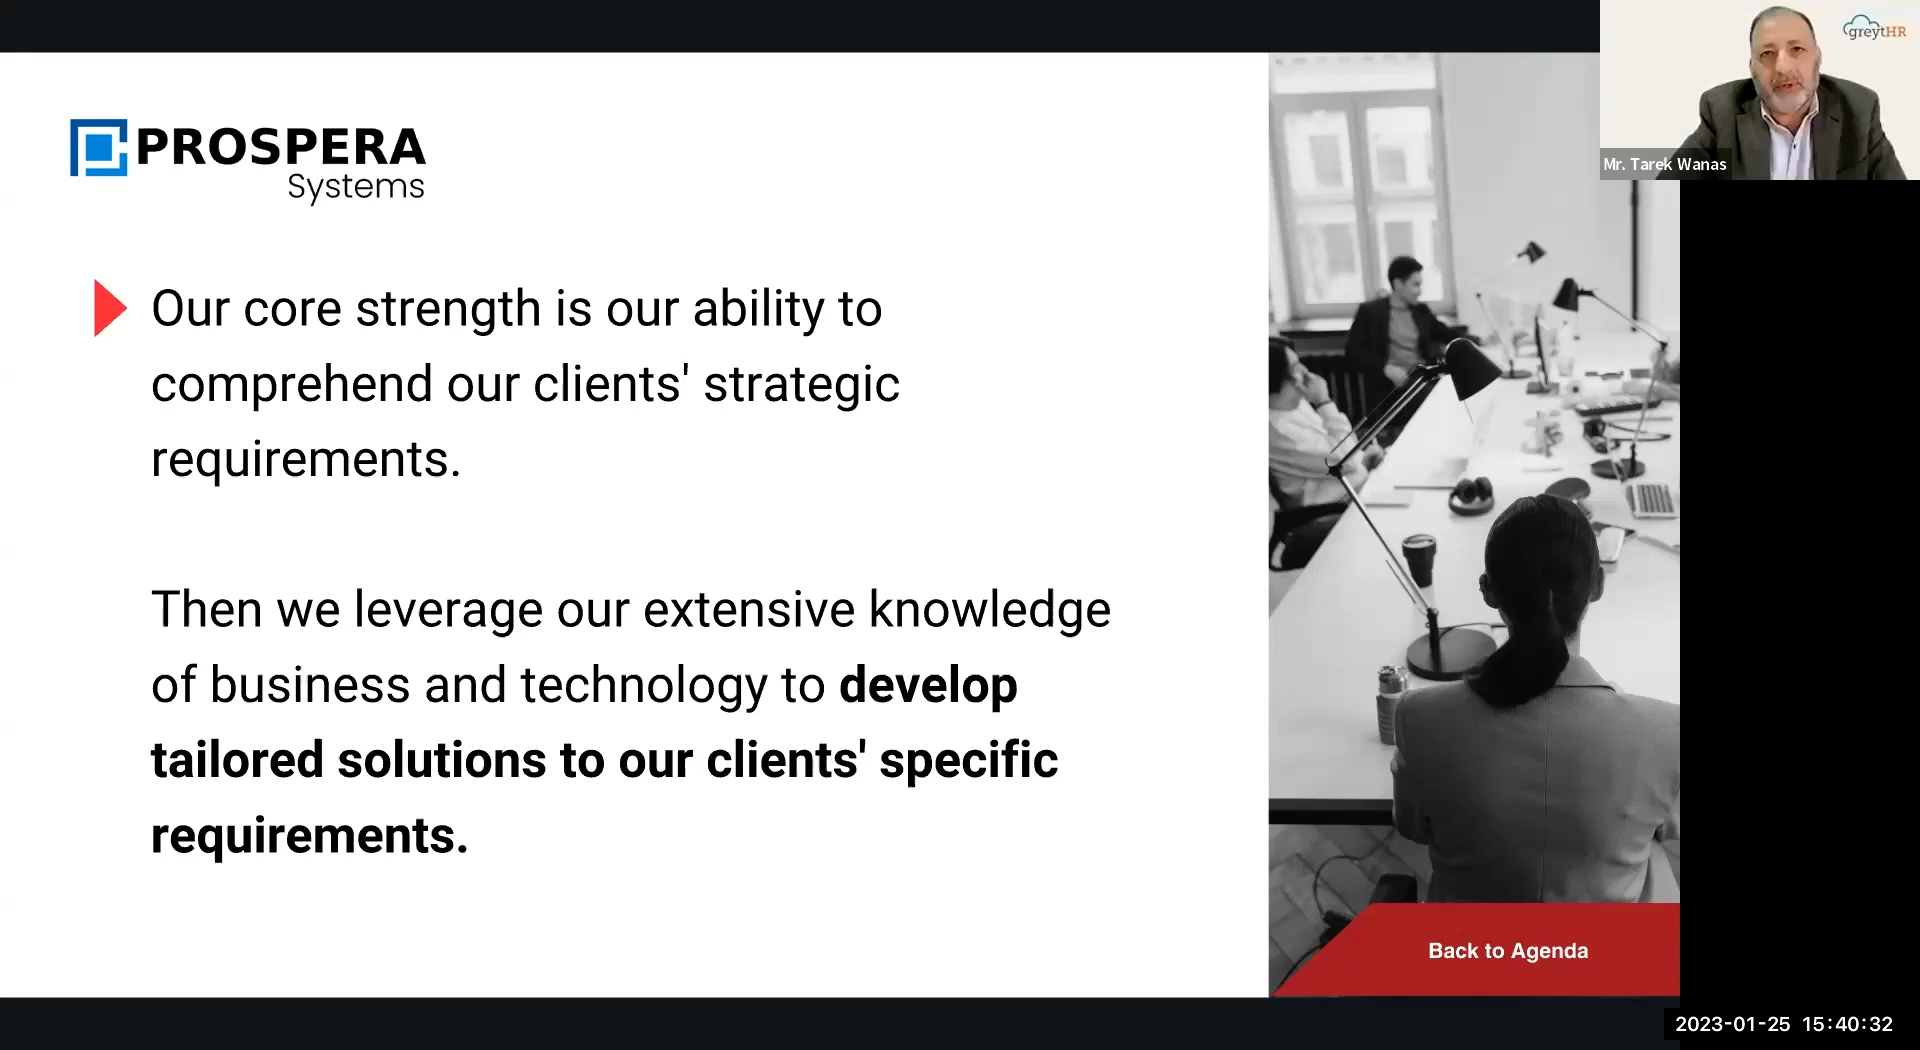 PROSPERA
Systems
Our core strength is our ability to
comprehend our clients' strategic
requirements.
Then we leverage our extensive knowledge
of business and technology to develop
tailored solutions to our clients' specific
requirements.
Back to Agenda
greytHR
Mr. Tarek Wanas
2023-01-25 15:40:32